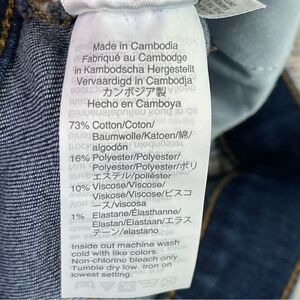 Made in Cambodia
Fabriqué au Cambodge
in Kambodscha Hergestellt
Vervaardigd in Cambodja
カンボジア製
Hecho en Camboya
73% Cotton/Coton/
Baumwolle/Katoen/綿/
algodón
16% Polyester/Polyester/
Polyester/Polyester/ポリ
エステル/poliéster
10% Viscose/Viscose/
Viskose/Viscose/ビスコ
ース/viscosa
1% Elastane/Élasthanne/
Elastan/Elastaan/エラス
テーン/elastano
Inside out machine wash
cold with like colors.
Non-chlorine bleach only
Tumble dry low. Iron on
lowest setting.